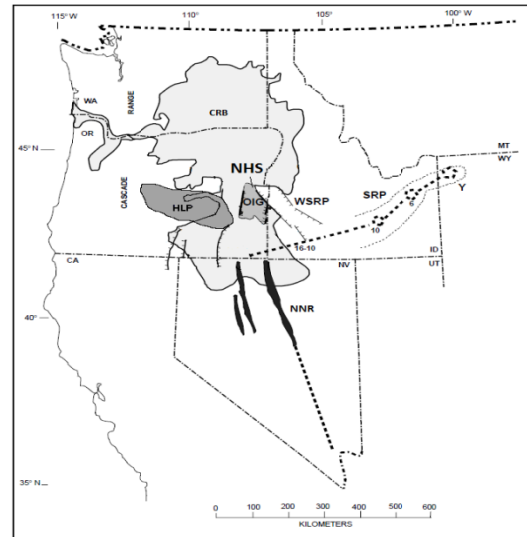 115° W
110° W
105° W
100° W
WA
OR
CASCADE
RANGE
CRB
45° N
MT
WY
NHS
HLP
OIG
WSRP
SRP
Y
6
10
16-10
CA
NV
ID
UT
40° N
NNR
35° N
0 100 200 300 400 500 600
KILOMETERS